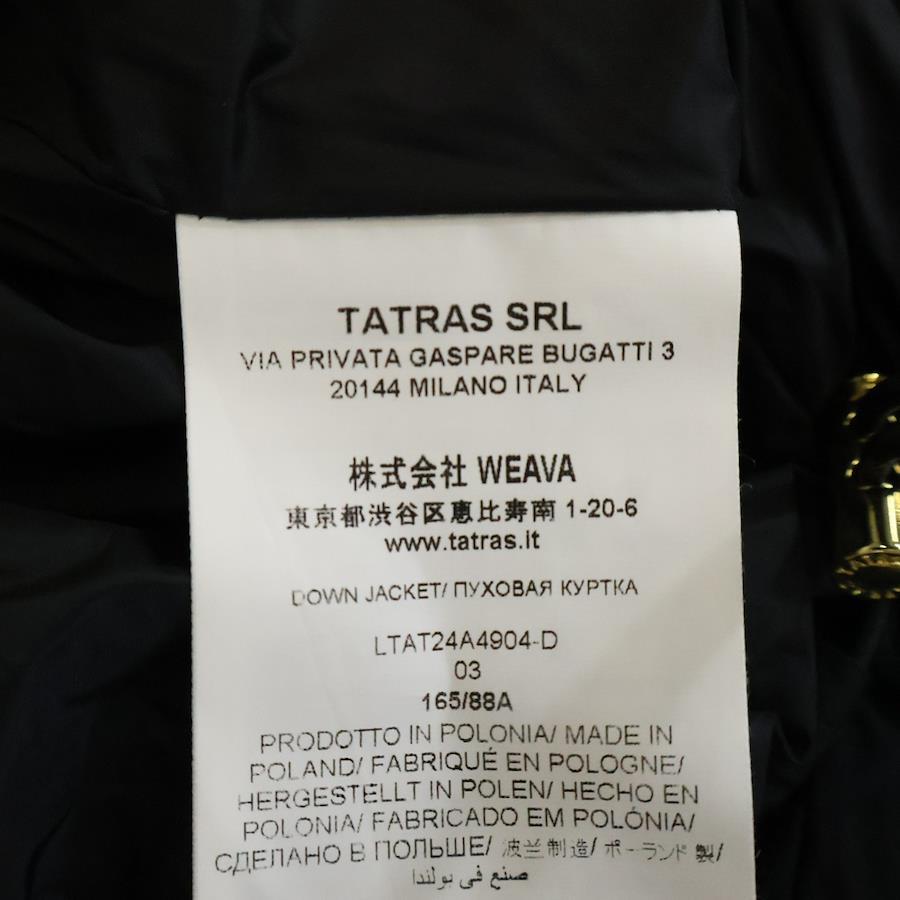 TATRAS SRL
VIA PRIVATA GASPARE BUGATTI 3
20144 MILANO ITALY
株式会社 WEAVA
東京都渋谷区恵比寿南 1-20-6
www.tatras.it
DOWN JACKET/ ПУХОВАЯ КУРТКА
LTAT24A4904-D
03
165/88A
PRODOTTO IN POLONIA/ MADE IN
POLAND/ FABRIQUÉ EN POLOGNE/
HERGESTELLT IN POLEN/ HECHO EN
POLONIA/ FABRICADO EM POLÓNIA/
СДЕЛАНО В ПОЛЬШЕ/ 波兰制造/ ポーランド製/
صنع في بولندا